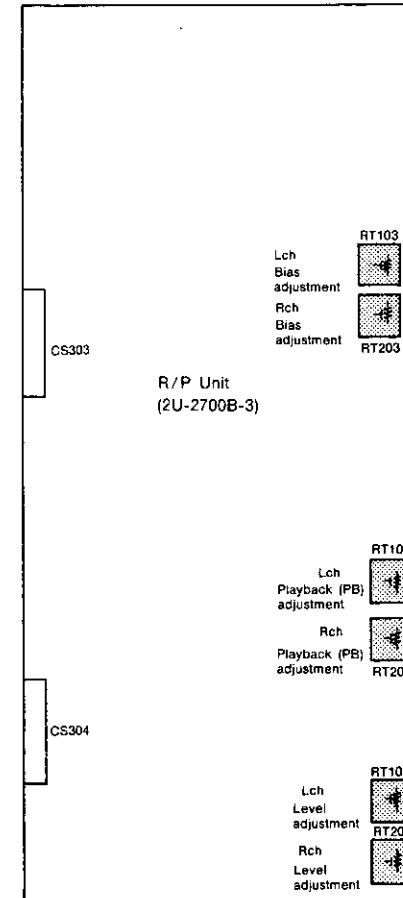 RT103
Lch
Bias
adjustment
Rch
Bias
adjustment
RT203
CS303
R/P Unit
(2U-2700B-3)
Lch
Playback (PB)
adjustment
Rch
Playback (PB)
adjustment
CS304
Lch
Level
adjustment
Rch
Level
adjustment